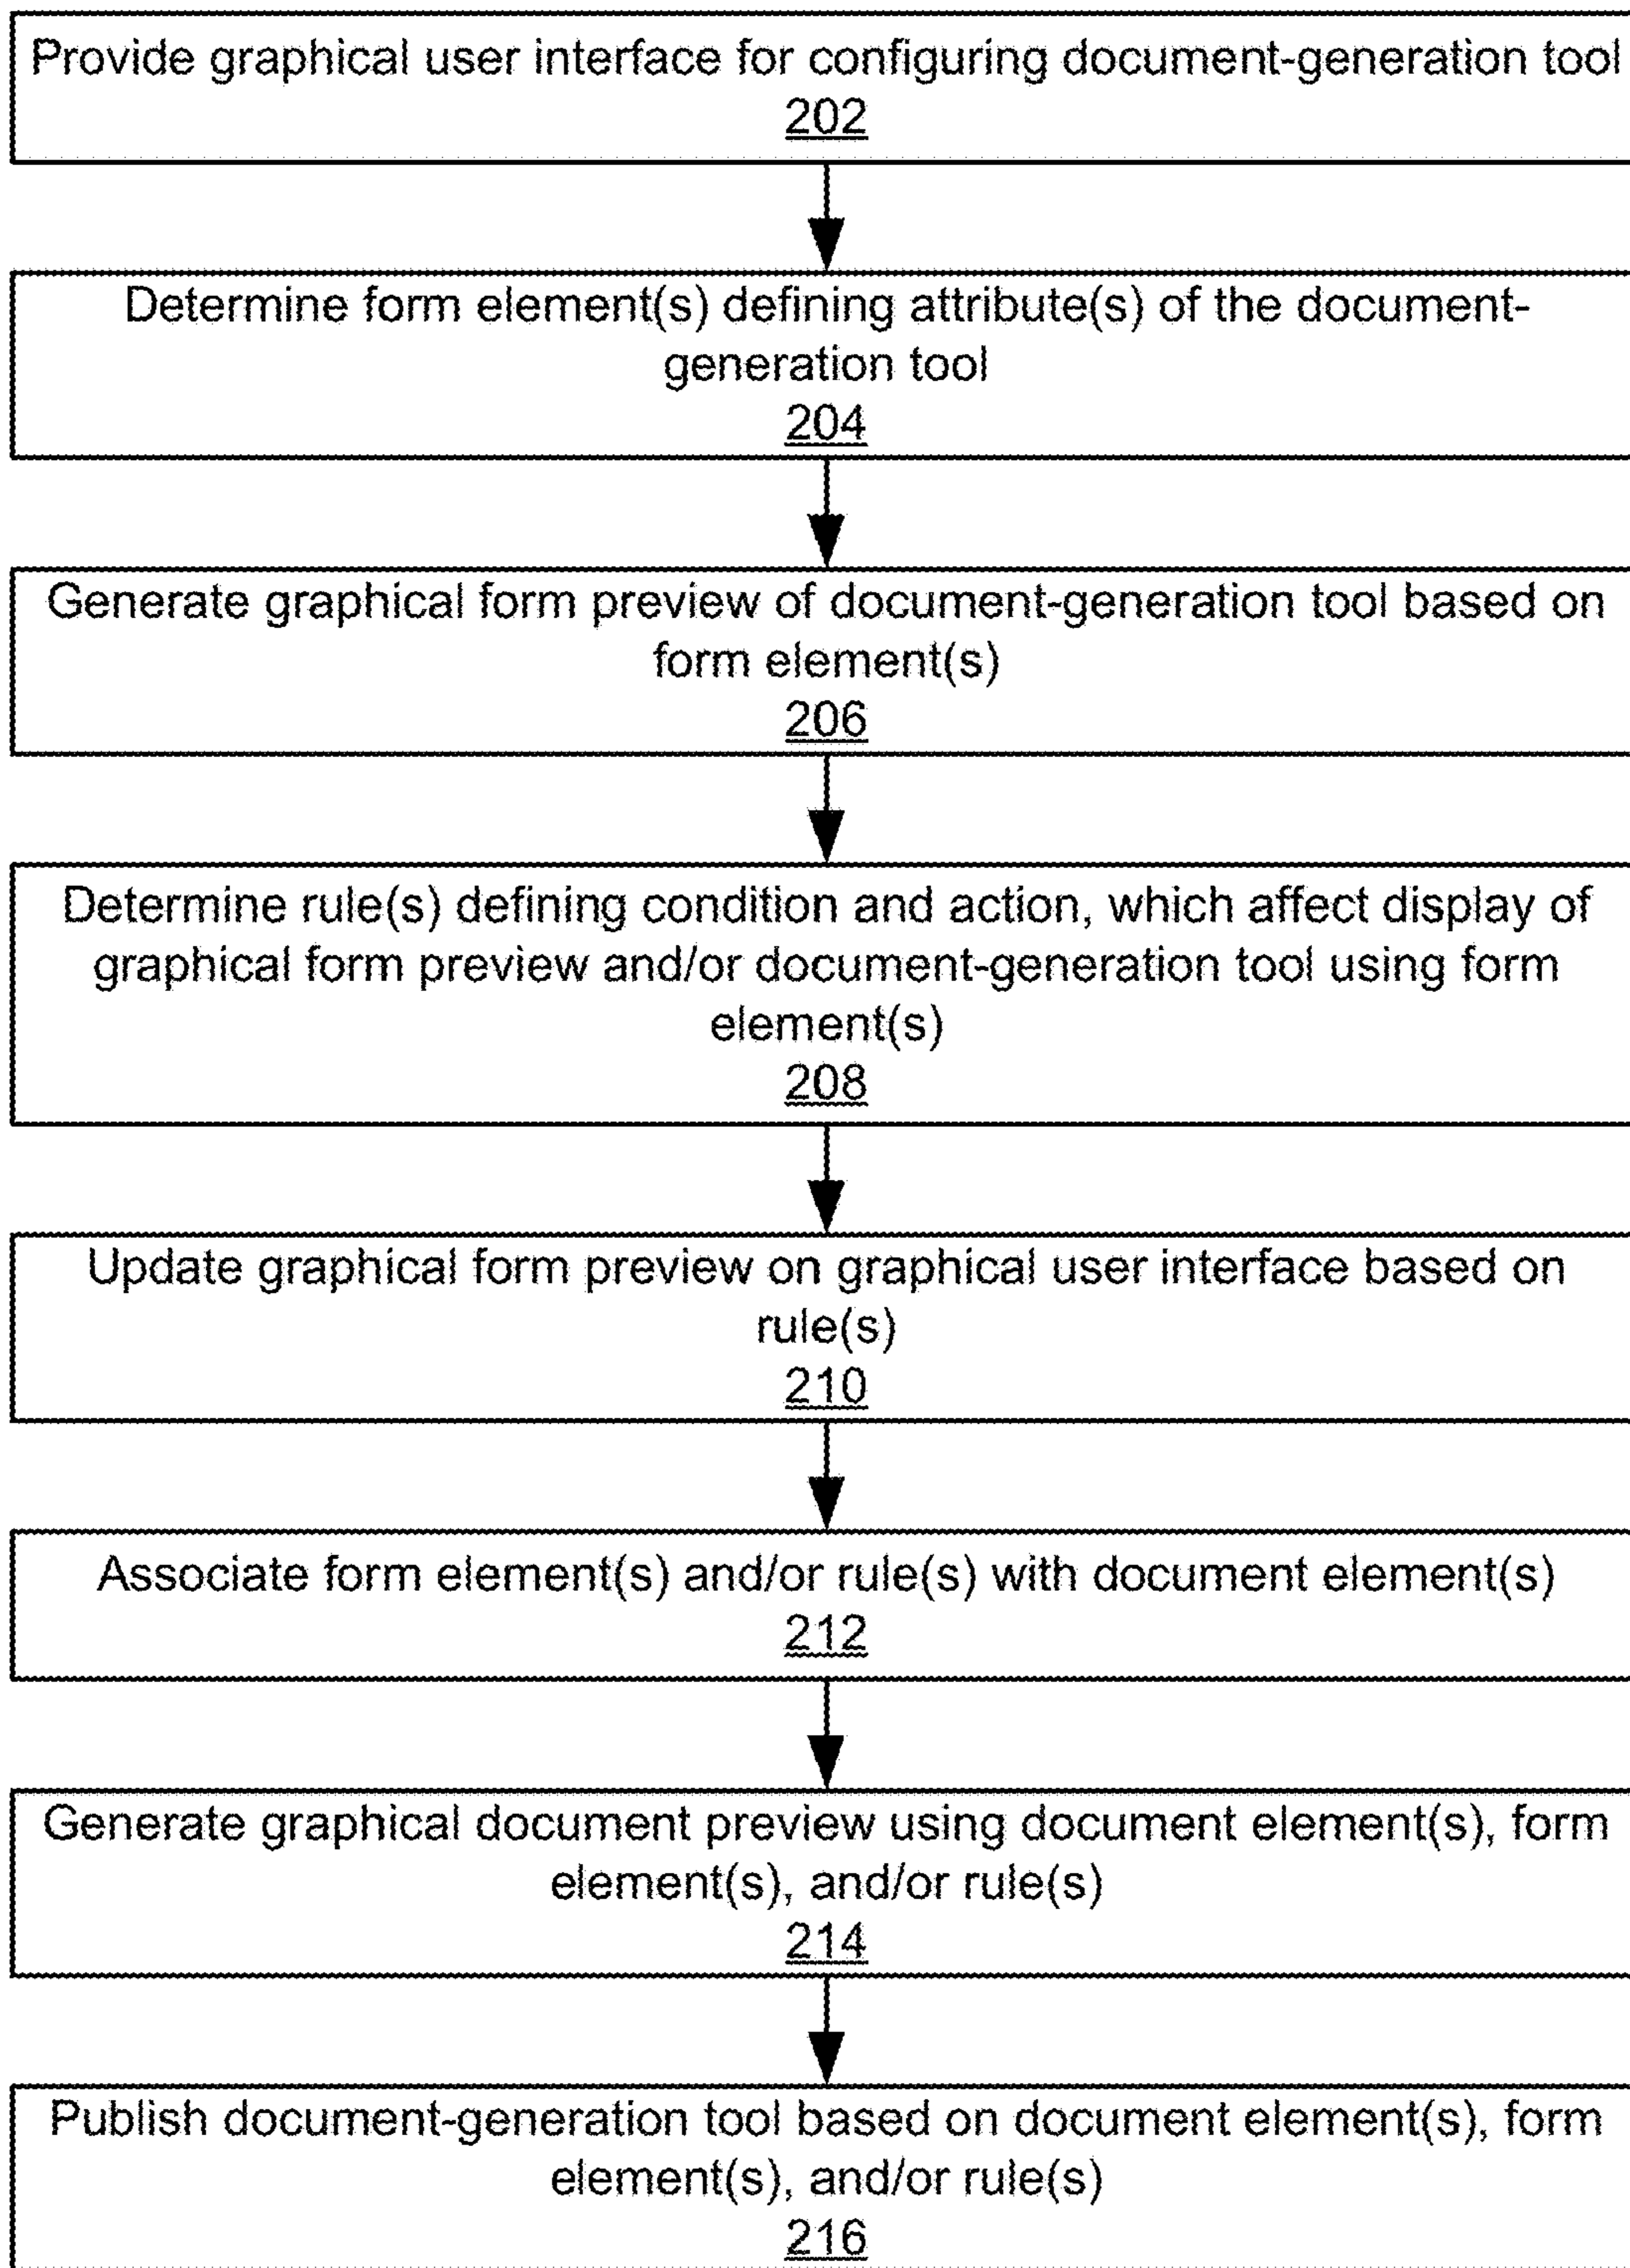 Provide graphical user interface for configuring document-generation tool
202
Determine form element(s) defining attribute(s) of the document-
generation tool
204
Generate graphical form preview of document-generation tool based on
form element(s)
206
Determine rule(s) defining condition and action, which affect display of
graphical form preview and/or document-generation tool using form
element(s)
208
Update graphical form preview on graphical user interface based on
rule(s)
210
Associate form element(s) and/or rule(s) with document element(s)
212
Generate graphical document preview using document element(s), form
element(s), and/or rule(s)
214
Publish document-generation tool based on document element(s), form
element(s), and/or rule(s)
216